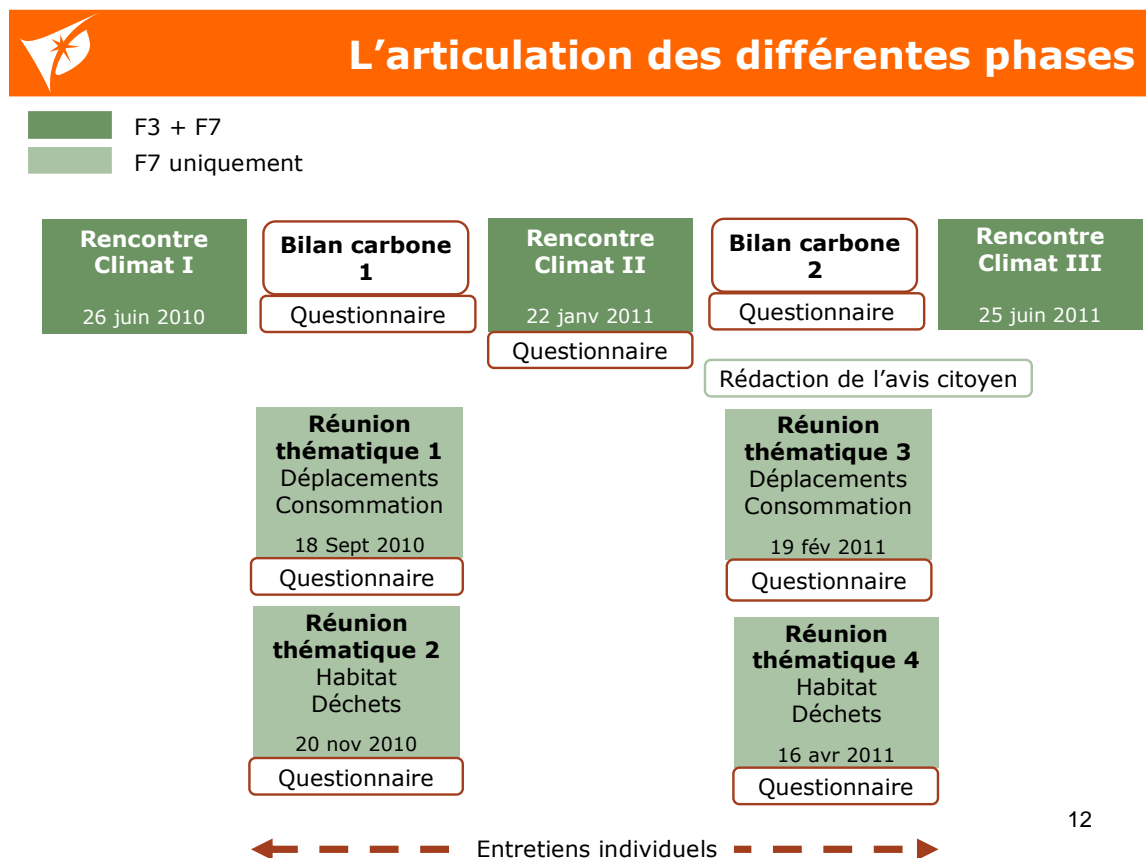 L'articulation des différentes phases
F3 + F7
F7 uniquement
Rencontre
Climat I
26 juin 2010
Bilan carbone
1
Questionnaire
Rencontre
Climat II
22 janv 2011
Questionnaire
Bilan carbone
2
Questionnaire
Rencontre
Climat III
25 juin 2011
Rédaction de l'avis citoyen
Réunion
thématique 1
Déplacements
Consommation
18 Sept 2010
Questionnaire
Réunion
thématique 3
Déplacements
Consommation
19 fév 2011
Questionnaire
Réunion
thématique 2
Habitat
Déchets
20 nov 2010
Questionnaire
Réunion
thématique 4
Habitat
Déchets
16 avr 2011
Questionnaire
Entretiens individuels
12